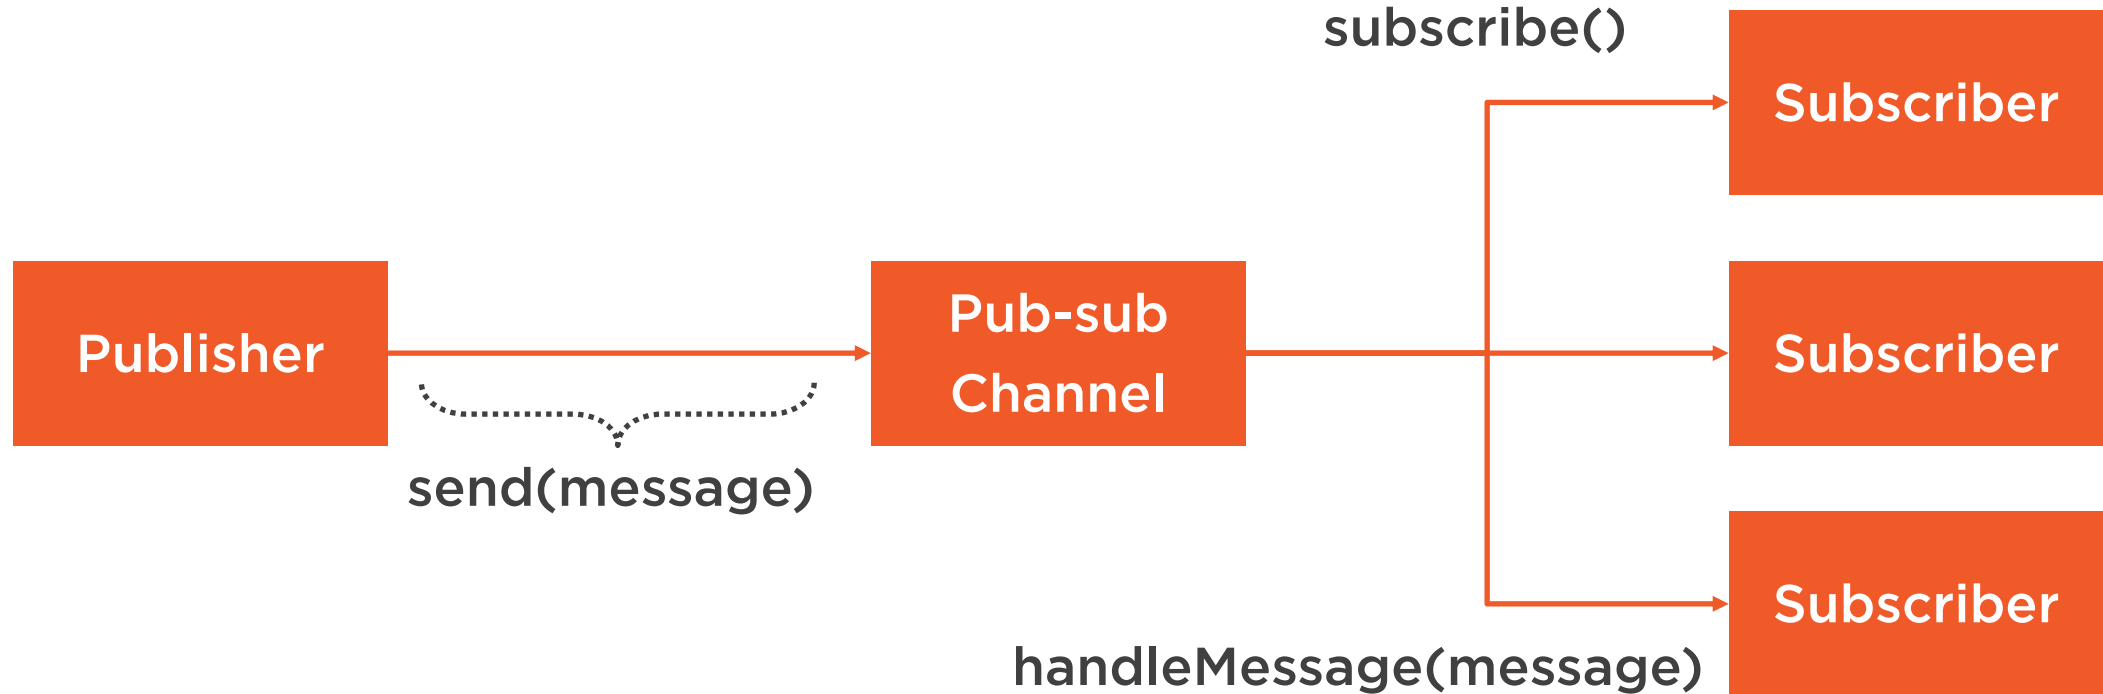 subscribe()
Subscriber
Publisher
send(message)
Pub-sub
Channel
Subscriber
handleMessage(message)
Subscriber